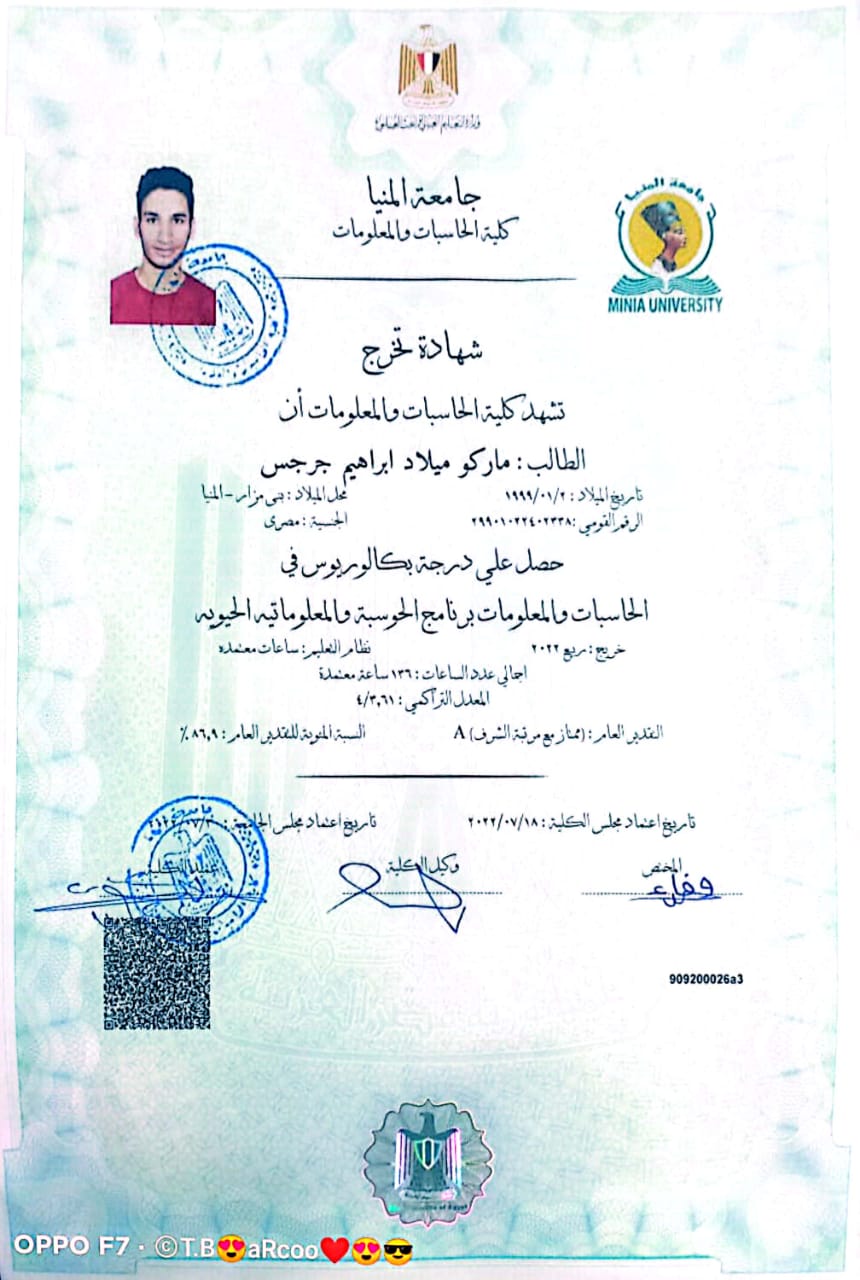 وزارة التعليم العالي والبحث العلمي
جامعة المنيا
كلية الحاسبات والمعلومات
جامعة المنيا
MINIA UNIVERSITY
شهادة تخرج
تشهد كلية الحاسبات والمعلومات أن
الطالب : ماركو ميلاد ابراهيم جرجس
تاريخ الميلاد : ١٩٩٩/٠١/٢ محل الميلاد : بنى مزار - المنيا
الرقم القومي : ٢٩٩٠١٠٢٢٤٠٢٣٣٨ الجنسية : مصرى
حصل علي درجة بكالوريوس في
الحاسبات والمعلومات برنامج الحوسبة والمعلوماتيه الحيويه
خريج : ربيع ٢٠٢٢ نظام التعليم : ساعات معتمده
اجمالي عدد الساعات : ١٣٦ ساعة معتمدة
المعدل التراكمي : ٤/٣,٦١
التقدير العام : (ممتاز مع مرتبة الشرف) A النسبة المئوية للتقدير العام : ٨٦,٩ %
تاريخ اعتماد مجلس الكلية : ٢٠٢٢/٠٧/١٨ تاريخ اعتماد مجلس الجامعة :
المختص وكيل الكلية عميد الكلية
909200026a3
OPPO F7 · ©T.B😍aRcoo❤️😍😎